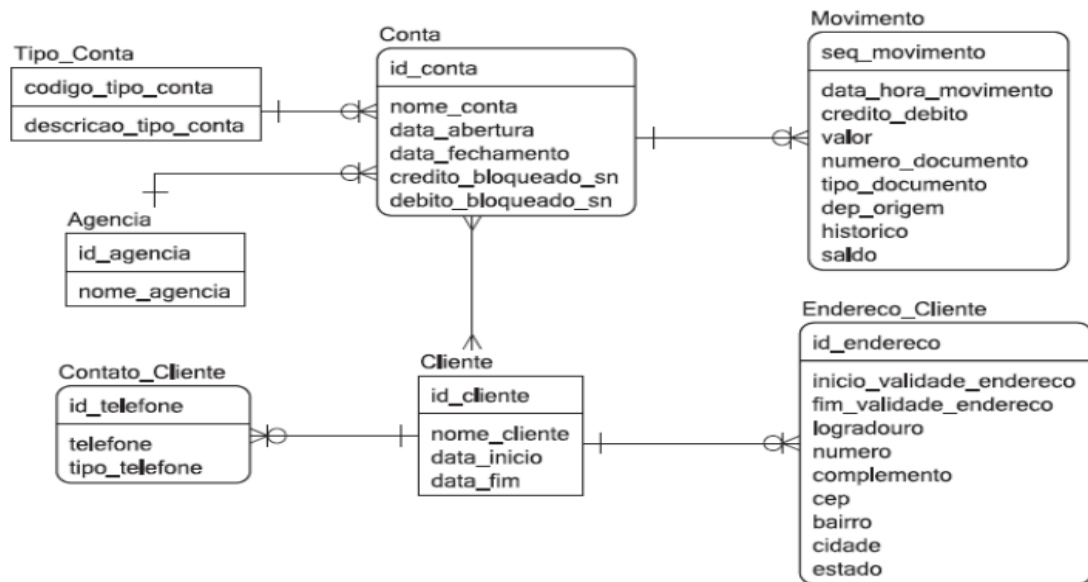 Tipo_Conta
codigo_tipo_conta
descricao_tipo_conta
Conta
id_conta
nome_conta
data_abertura
data_fechamento
credito_bloqueado_sn
debito_bloqueado_sn
Movimento
seq_movimento
data_hora_movimento
credito_debito
valor
numero_documento
tipo_documento
dep_origem
historico
saldo
Agencia
id_agencia
nome_agencia
Contato_Cliente
id_telefone
telefone
tipo_telefone
Cliente
id_cliente
nome_cliente
data_inicio
data_fim
Endereco_Cliente
id_endereco
inicio_validade_endereco
fim_validade_endereco
logradouro
numero
complemento
cep
bairro
cidade
estado